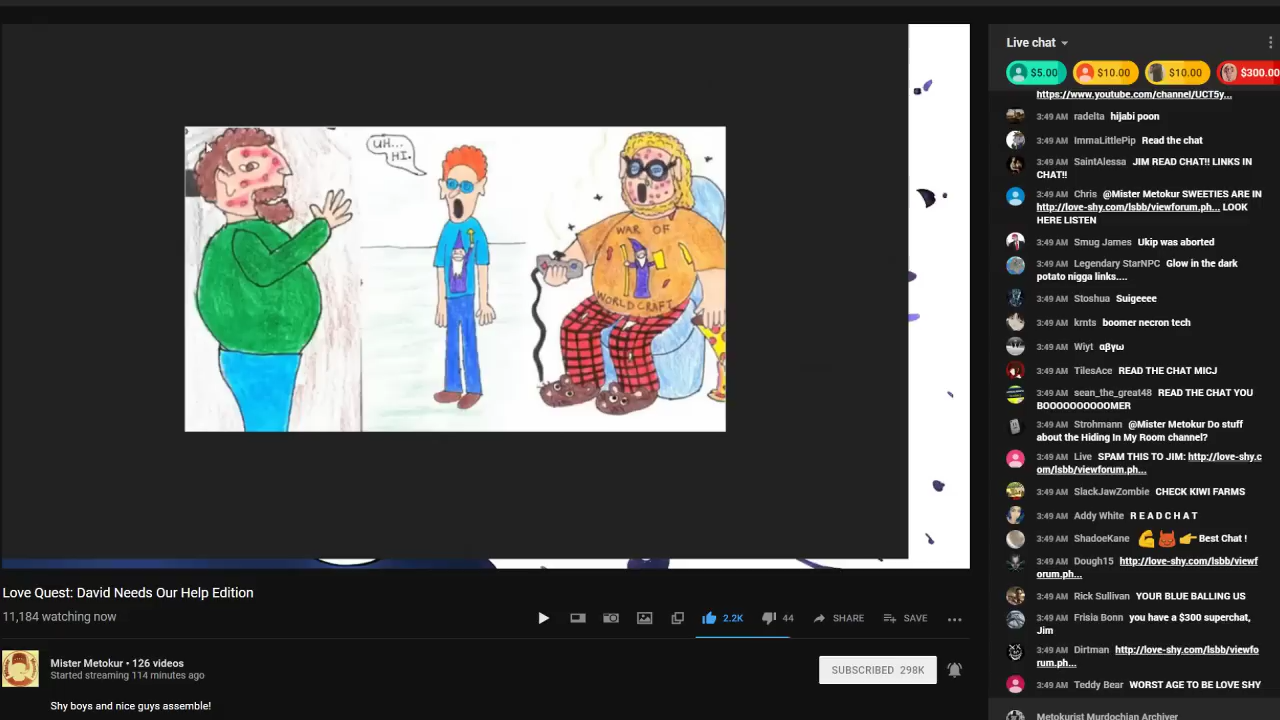 UH...
HI.
WAR OF
WORLDCRAFT
Love Quest: David Needs Our Help Edition
11,184 watching now
2.2K
44
SHARE
SAVE
Mister Metokur • 126 videos
Started streaming 114 minutes ago
SUBSCRIBED 298K
Shy boys and nice guys assemble!
Live chat
$5.00
$10.00
$10.00
$300.00
https://www.youtube.com/channel/UCT5y...
3:49 AM radelta hijabi poon
3:49 AM ImmaLittlePip Read the chat
3:49 AM SaintAlessa JIM READ CHAT!! LINKS IN
CHAT!!
3:49 AM Chris @Mister Metokur SWEETIES ARE IN
http://love-shy.com/lsbb/viewforum.ph... LOOK
HERE LISTEN
3:49 AM Smug James Ukip was aborted
3:49 AM Legendary StarNPC Glow in the dark
potato nigga links....
3:49 AM Stoshua Suigeeee
3:49 AM krnts boomer necron tech
3:49 AM Wiyt αβγω
3:49 AM TilesAce READ THE CHAT MICJ
3:49 AM sean_the_great48 READ THE CHAT YOU
BOOOOOOOOOMER
3:49 AM Strohmann @Mister Metokur Do stuff
about the Hiding In My Room channel?
3:49 AM Live SPAM THIS TO JIM: http://love-shy.c
om/lsbb/viewforum.ph...
3:49 AM SlackJawZombie CHECK KIWI FARMS
3:49 AM Addy White R E A D C H A T
3:49 AM ShadoeKane 💪👹👉 Best Chat !
3:49 AM Dough15 http://love-shy.com/lsbb/viewf
orum.ph...
3:49 AM Rick Sullivan YOUR BLUE BALLING US
3:49 AM Frisia Bonn you have a $300 superchat,
Jim
3:49 AM Dirtman http://love-shy.com/lsbb/viewfo
rum.ph...
3:49 AM Teddy Bear WORST AGE TO BE LOVE SHY
Metokurist Murdochian Archiver